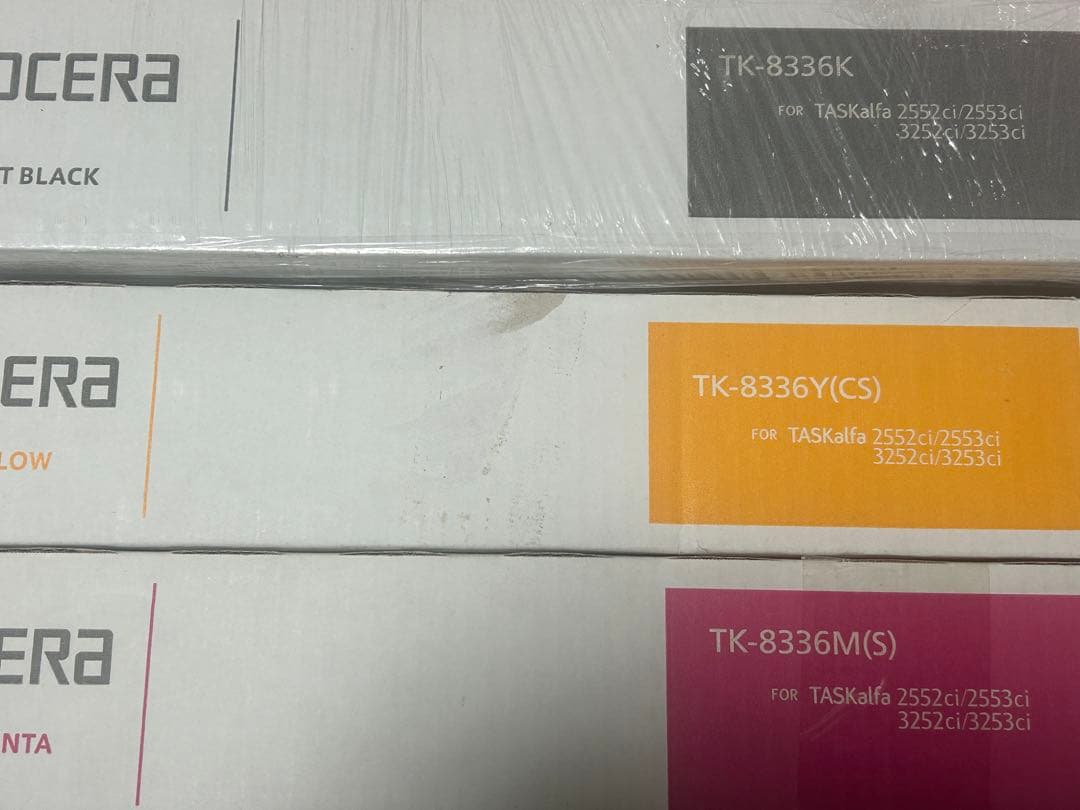 OCERa
T BLACK
TK-8336K
FOR TASKalfa 2552ci/2553ci
3252ci/3253ci
ERa
LOW
TK-8336Y(CS)
FOR TASKalfa 2552ci/2553ci
3252ci/3253ci
ERa
NTA
TK-8336M(S)
FOR TASKalfa 2552ci/2553ci
3252ci/3253ci